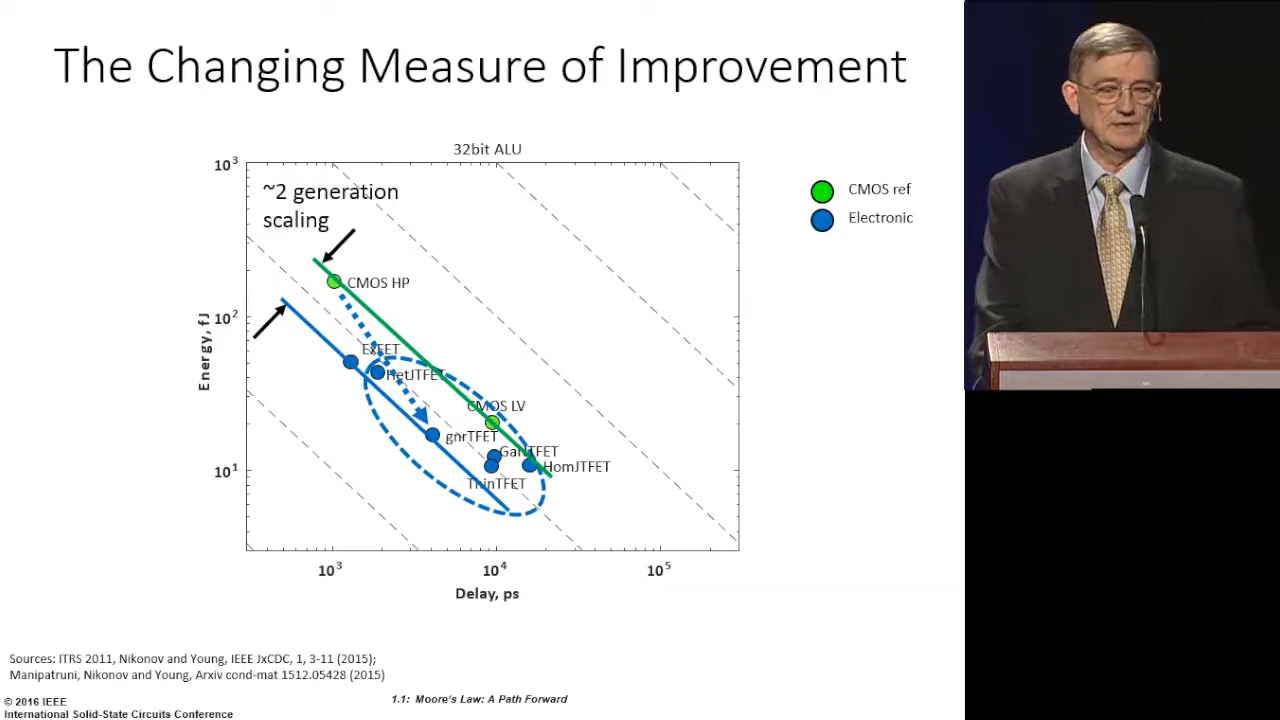 The Changing Measure of Improvement
32bit ALU
10³
~2 generation
scaling
CMOS ref
Electronic
CMOS HP
10²
Energy, fJ
ExFET
HetJTFET
CMOS LV
gnrTFET
GaNTFET
10¹
HomJTFET
ThinTFET
10³ 10⁴ 10⁵
Delay, ps
Sources: ITRS 2011, Nikonov and Young, IEEE JxCDC, 1, 3-11 (2015);
Manipatruni, Nikonov and Young, Arxiv cond-mat 1512.05428 (2015)
© 2016 IEEE
International Solid-State Circuits Conference
1.1: Moore's Law: A Path Forward